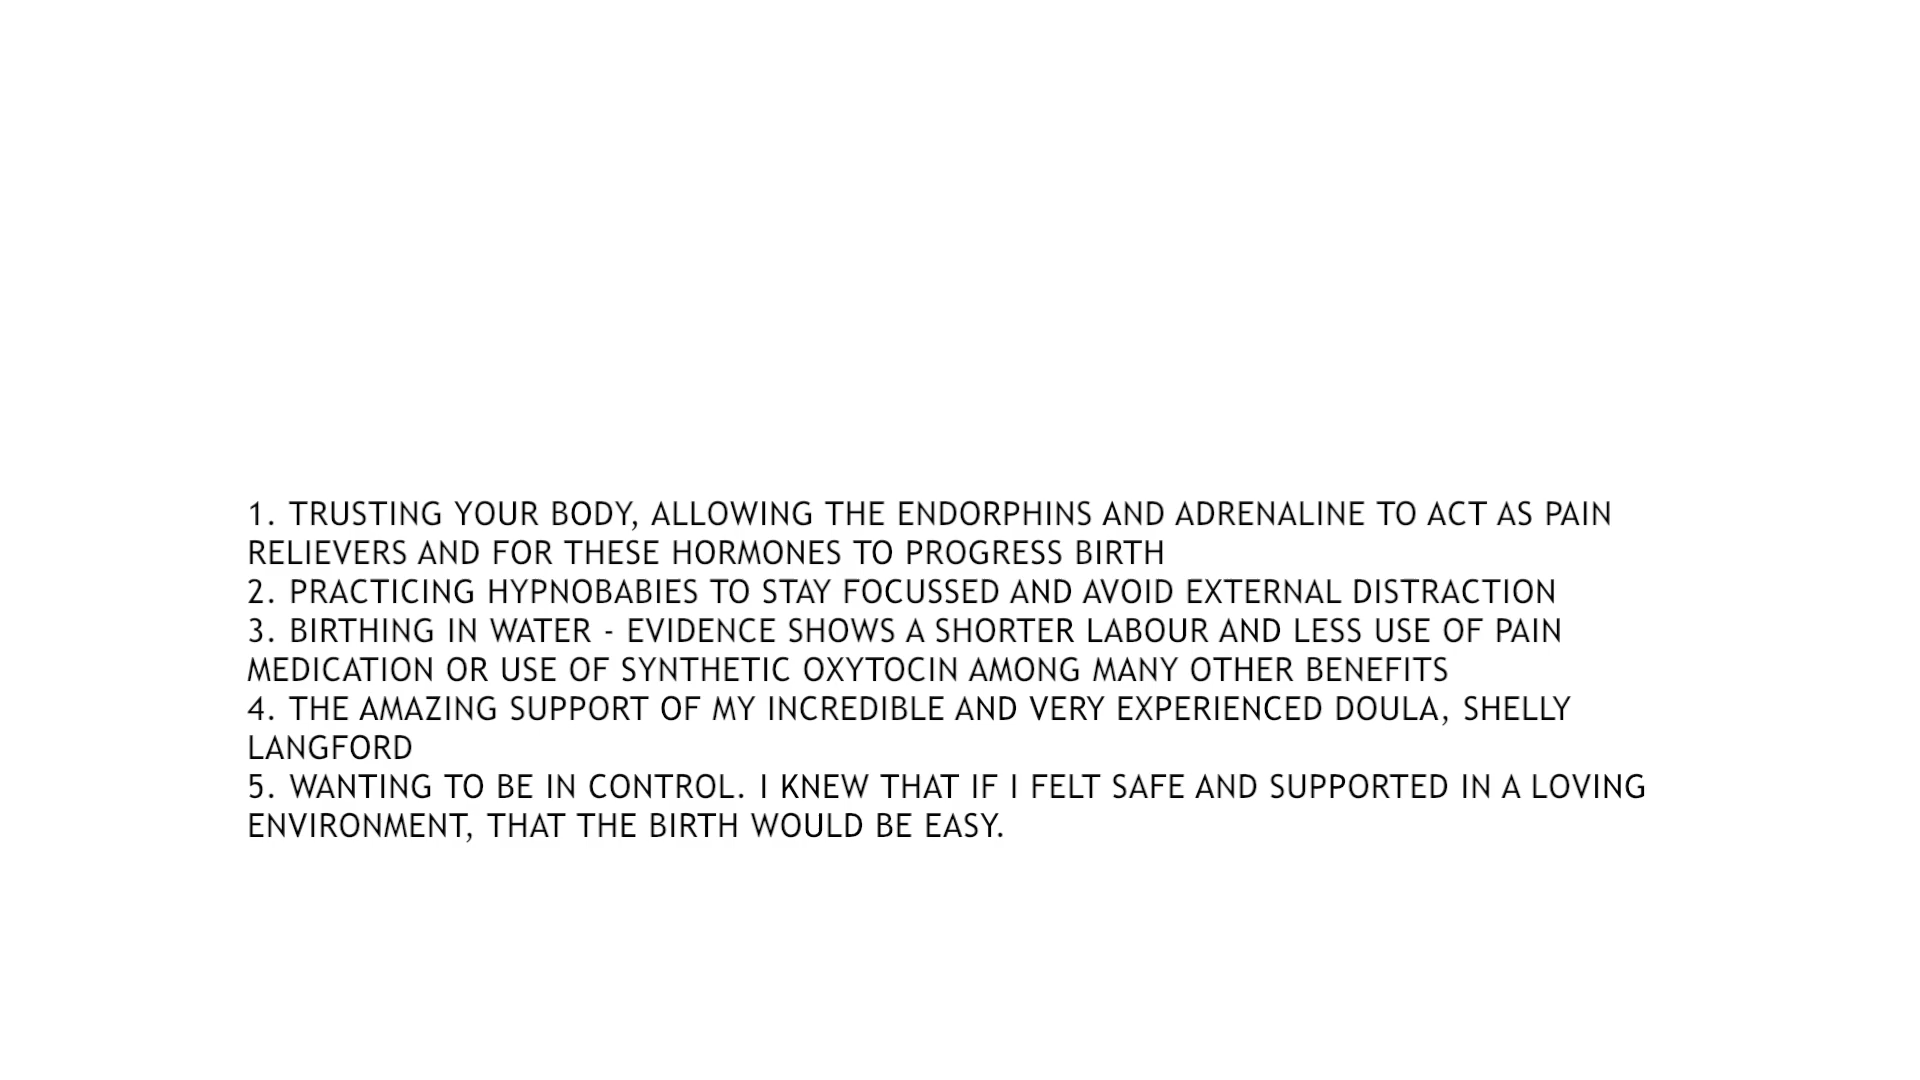 1. TRUSTING YOUR BODY, ALLOWING THE ENDORPHINS AND ADRENALINE TO ACT AS PAIN
RELIEVERS AND FOR THESE HORMONES TO PROGRESS BIRTH
2. PRACTICING HYPNOBABIES TO STAY FOCUSSED AND AVOID EXTERNAL DISTRACTION
3. BIRTHING IN WATER - EVIDENCE SHOWS A SHORTER LABOUR AND LESS USE OF PAIN
MEDICATION OR USE OF SYNTHETIC OXYTOCIN AMONG MANY OTHER BENEFITS
4. THE AMAZING SUPPORT OF MY INCREDIBLE AND VERY EXPERIENCED DOULA, SHELLY
LANGFORD
5. WANTING TO BE IN CONTROL. I KNEW THAT IF I FELT SAFE AND SUPPORTED IN A LOVING
ENVIRONMENT, THAT THE BIRTH WOULD BE EASY.